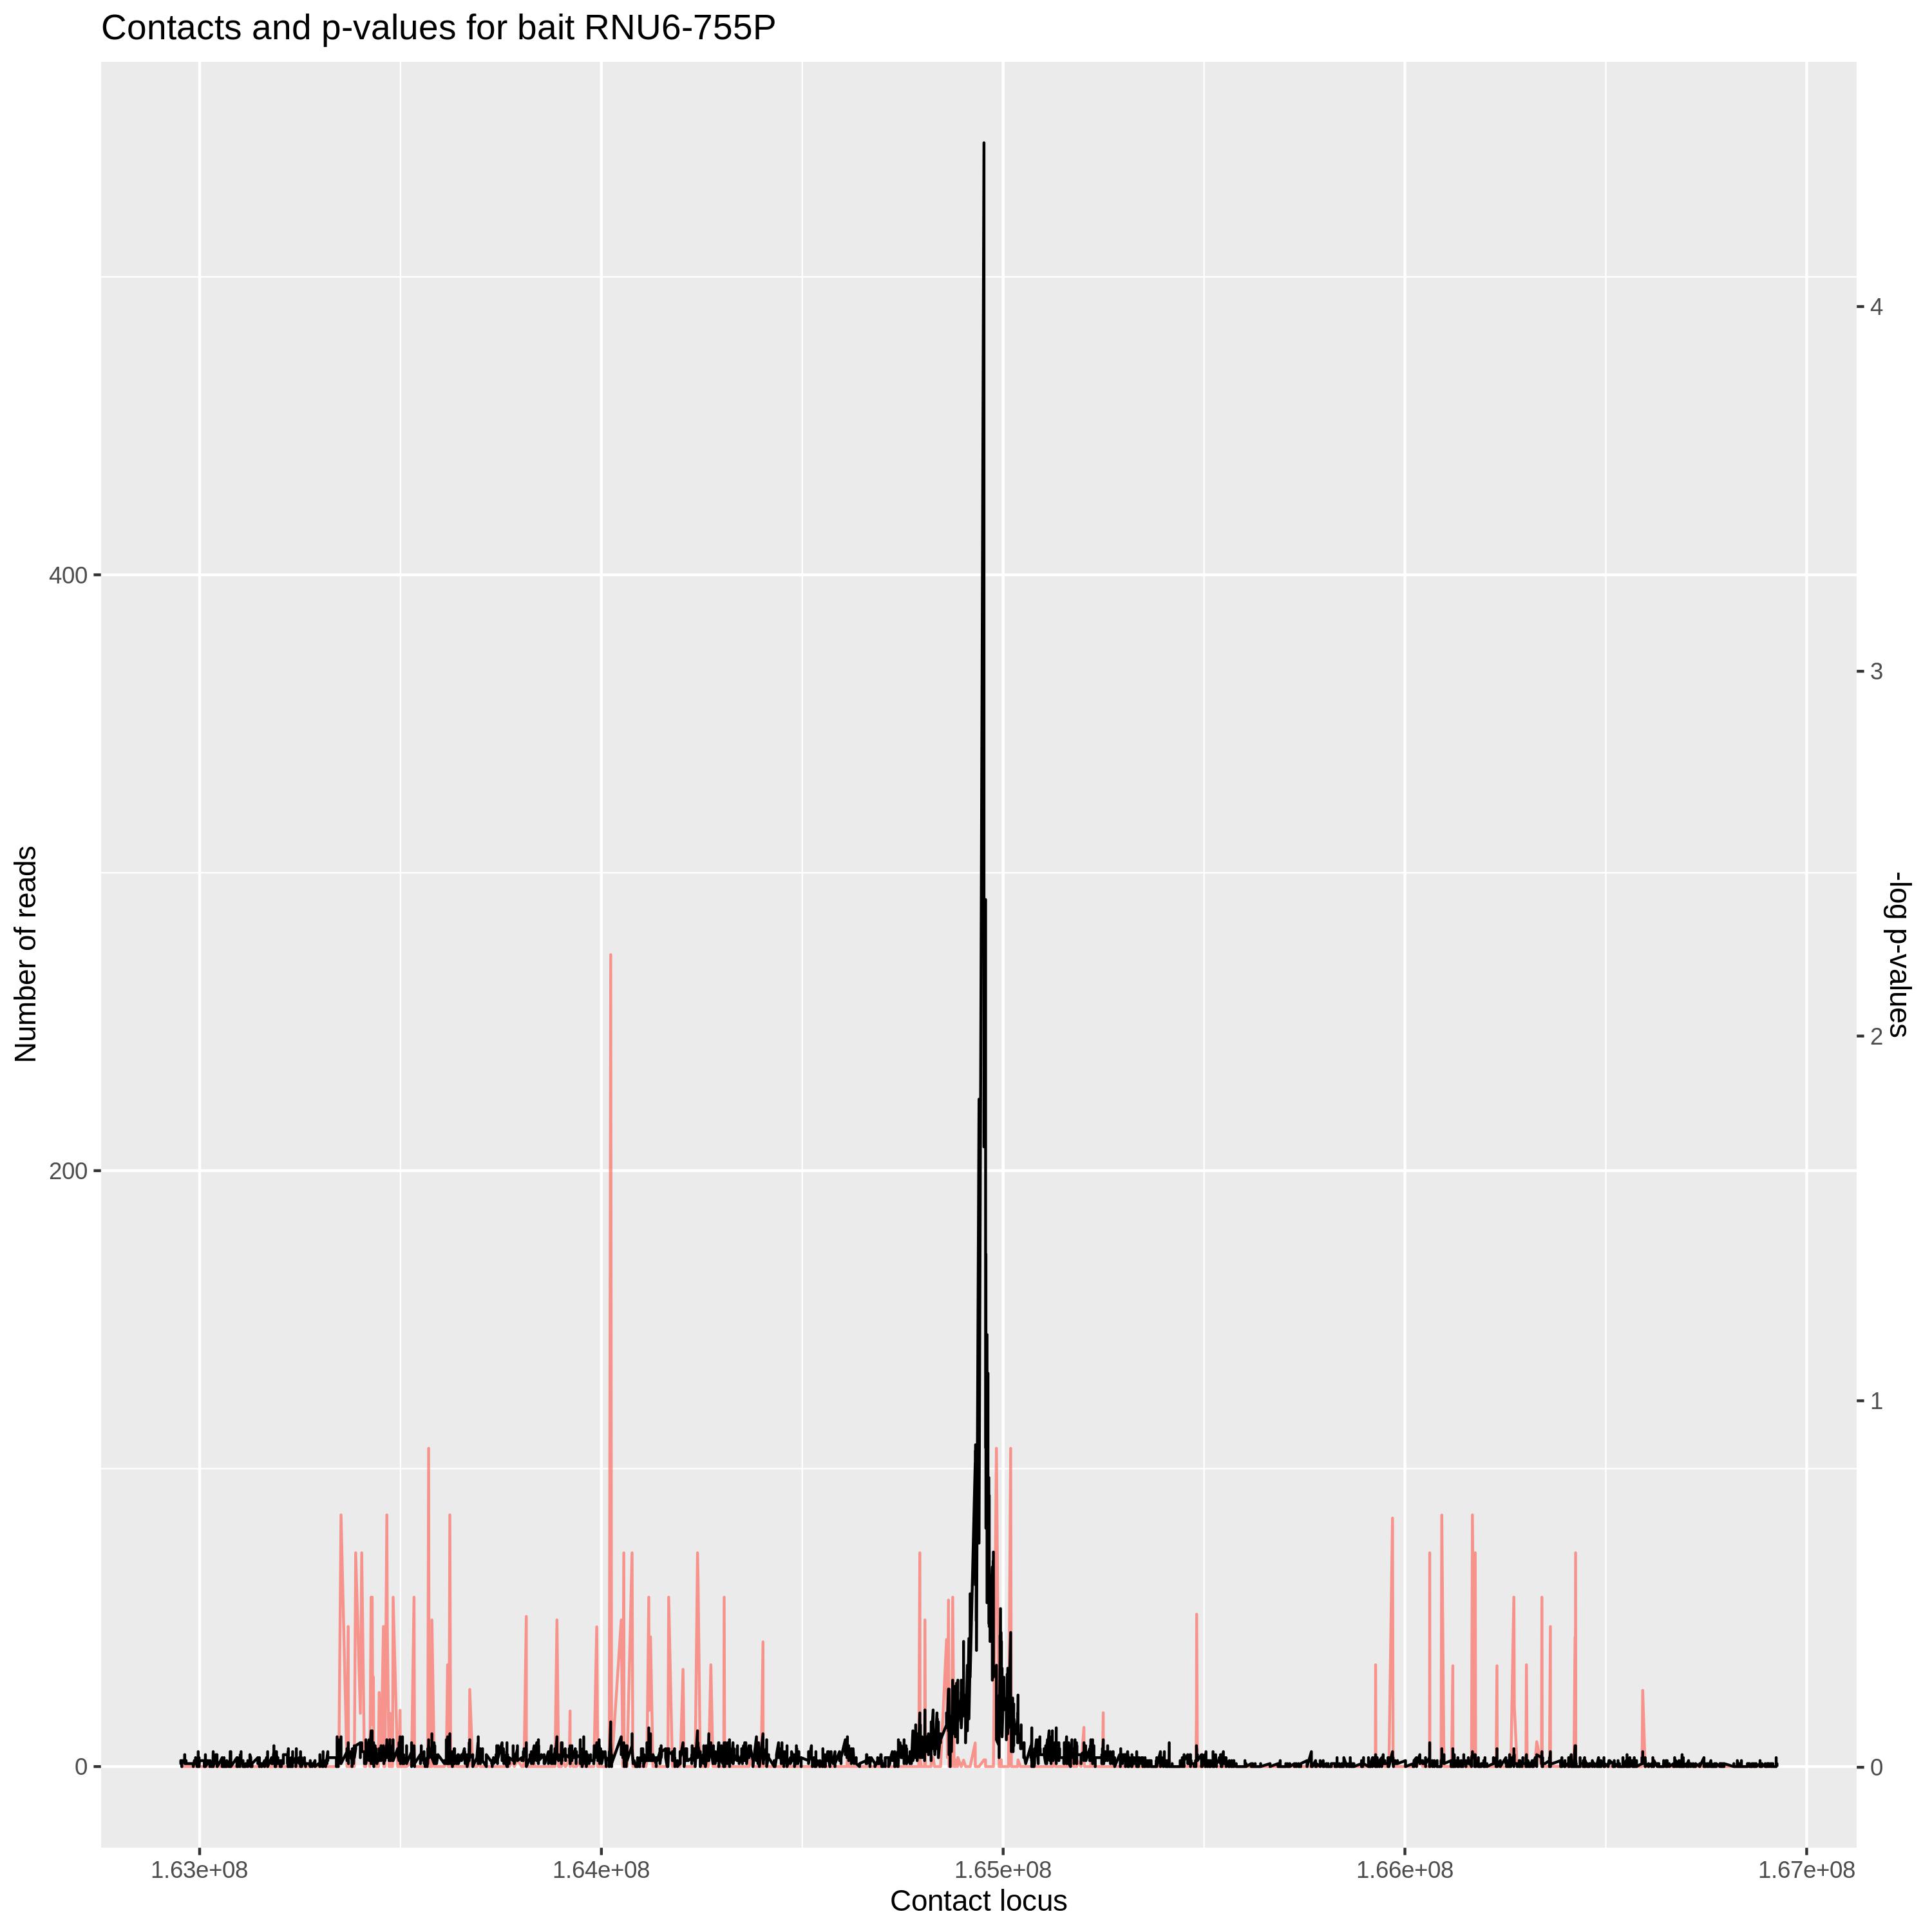 Contacts and p-values for bait RNU6-755P
Number of reads
400
200
0
4
3
2
1
0
-log p-values
1.63e+08
1.64e+08
1.65e+08
1.66e+08
1.67e+08
Contact locus